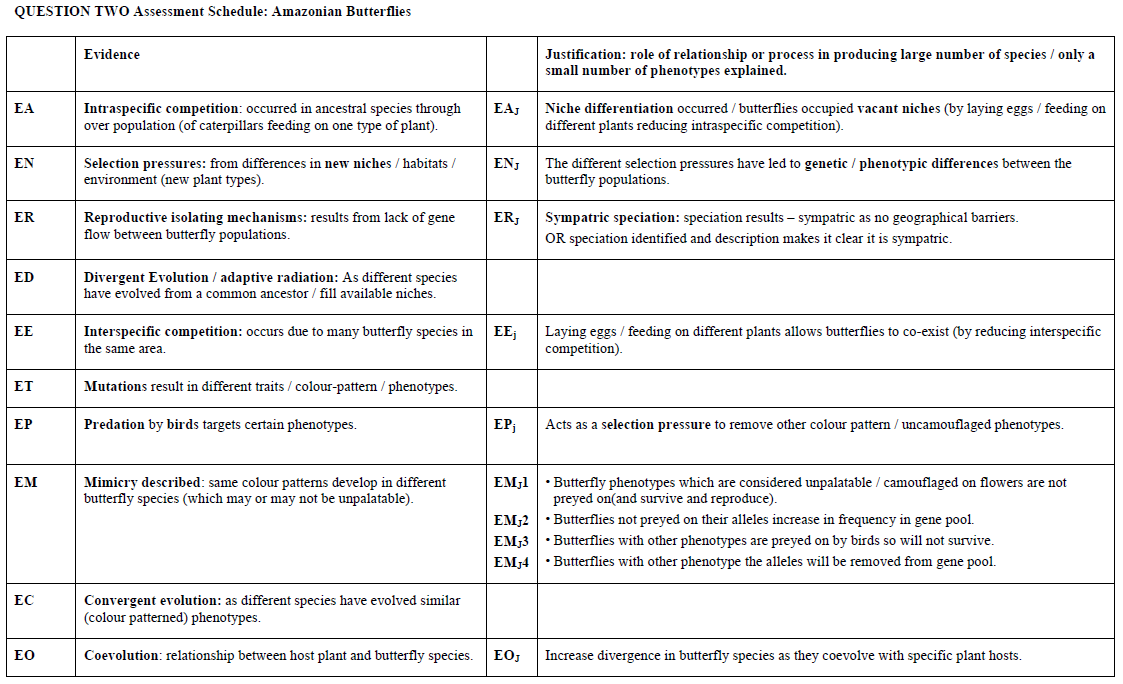 QUESTION TWO Assessment Schedule: Amazonian Butterflies
Evidence
Justification: role of relationship or process in producing large number of species / only a
small number of phenotypes explained.
EA
Intraspecific competition: occurred in ancestral species through
over population (of caterpillars feeding on one type of plant).
EAJ
Niche differentiation occurred / butterflies occupied vacant niches (by laying eggs / feeding on
different plants reducing intraspecific competition).
EN
Selection pressures: from differences in new niches / habitats /
environment (new plant types).
ENJ
The different selection pressures have led to genetic / phenotypic differences between the
butterfly populations.
ER
Reproductive isolating mechanisms: results from lack of gene
flow between butterfly populations.
ERJ
Sympatric speciation: speciation results – sympatric as no geographical barriers.
OR speciation identified and description makes it clear it is sympatric.
ED
Divergent Evolution / adaptive radiation: As different species
have evolved from a common ancestor / fill available niches.
EE
Interspecific competition: occurs due to many butterfly species in
the same area.
EEj
Laying eggs / feeding on different plants allows butterflies to co-exist (by reducing interspecific
competition).
ET
Mutations result in different traits / colour-pattern / phenotypes.
EP
Predation by birds targets certain phenotypes.
EPj
Acts as a selection pressure to remove other colour pattern / uncamouflaged phenotypes.
EM
Mimicry described: same colour patterns develop in different
butterfly species (which may or may not be unpalatable).
EMJ1
• Butterfly phenotypes which are considered unpalatable / camouflaged on flowers are not
preyed on(and survive and reproduce).
EMJ2
• Butterflies not preyed on their alleles increase in frequency in gene pool.
EMJ3
• Butterflies with other phenotypes are preyed on by birds so will not survive.
EMJ4
• Butterflies with other phenotype the alleles will be removed from gene pool.
EC
Convergent evolution: as different species have evolved similar
(colour patterned) phenotypes.
EO
Coevolution: relationship between host plant and butterfly species.
EOJ
Increase divergence in butterfly species as they coevolve with specific plant hosts.